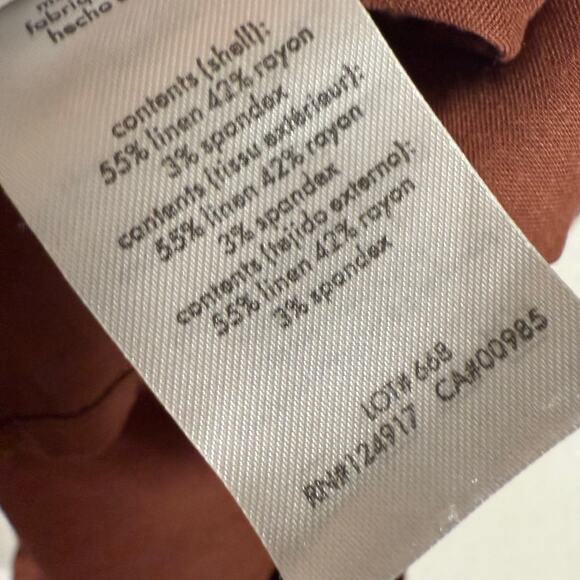 hecho
contents (shell):
55% linen 42% rayon
3% spandex
contents (tissu extérieur):
55% linen 42% rayon
3% spandex
contents (tejido externo):
55% linen 42% rayon
3% spandex
LOT# 668
RN#124917 CA#00985